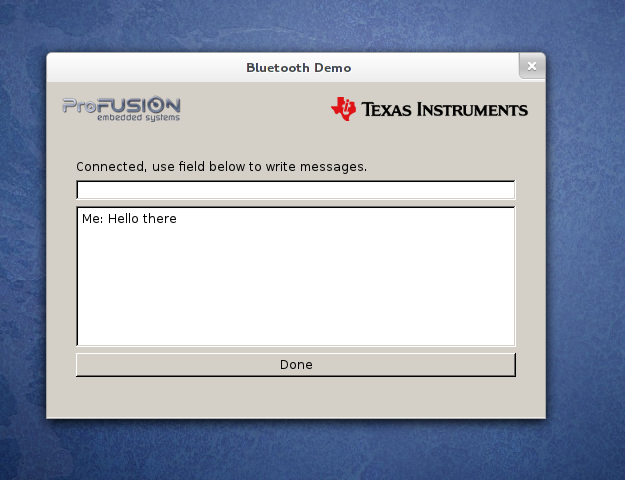 Bluetooth Demo
ProFUSION
embedded systems
TEXAS INSTRUMENTS
Connected, use field below to write messages.
Me: Hello there
Done